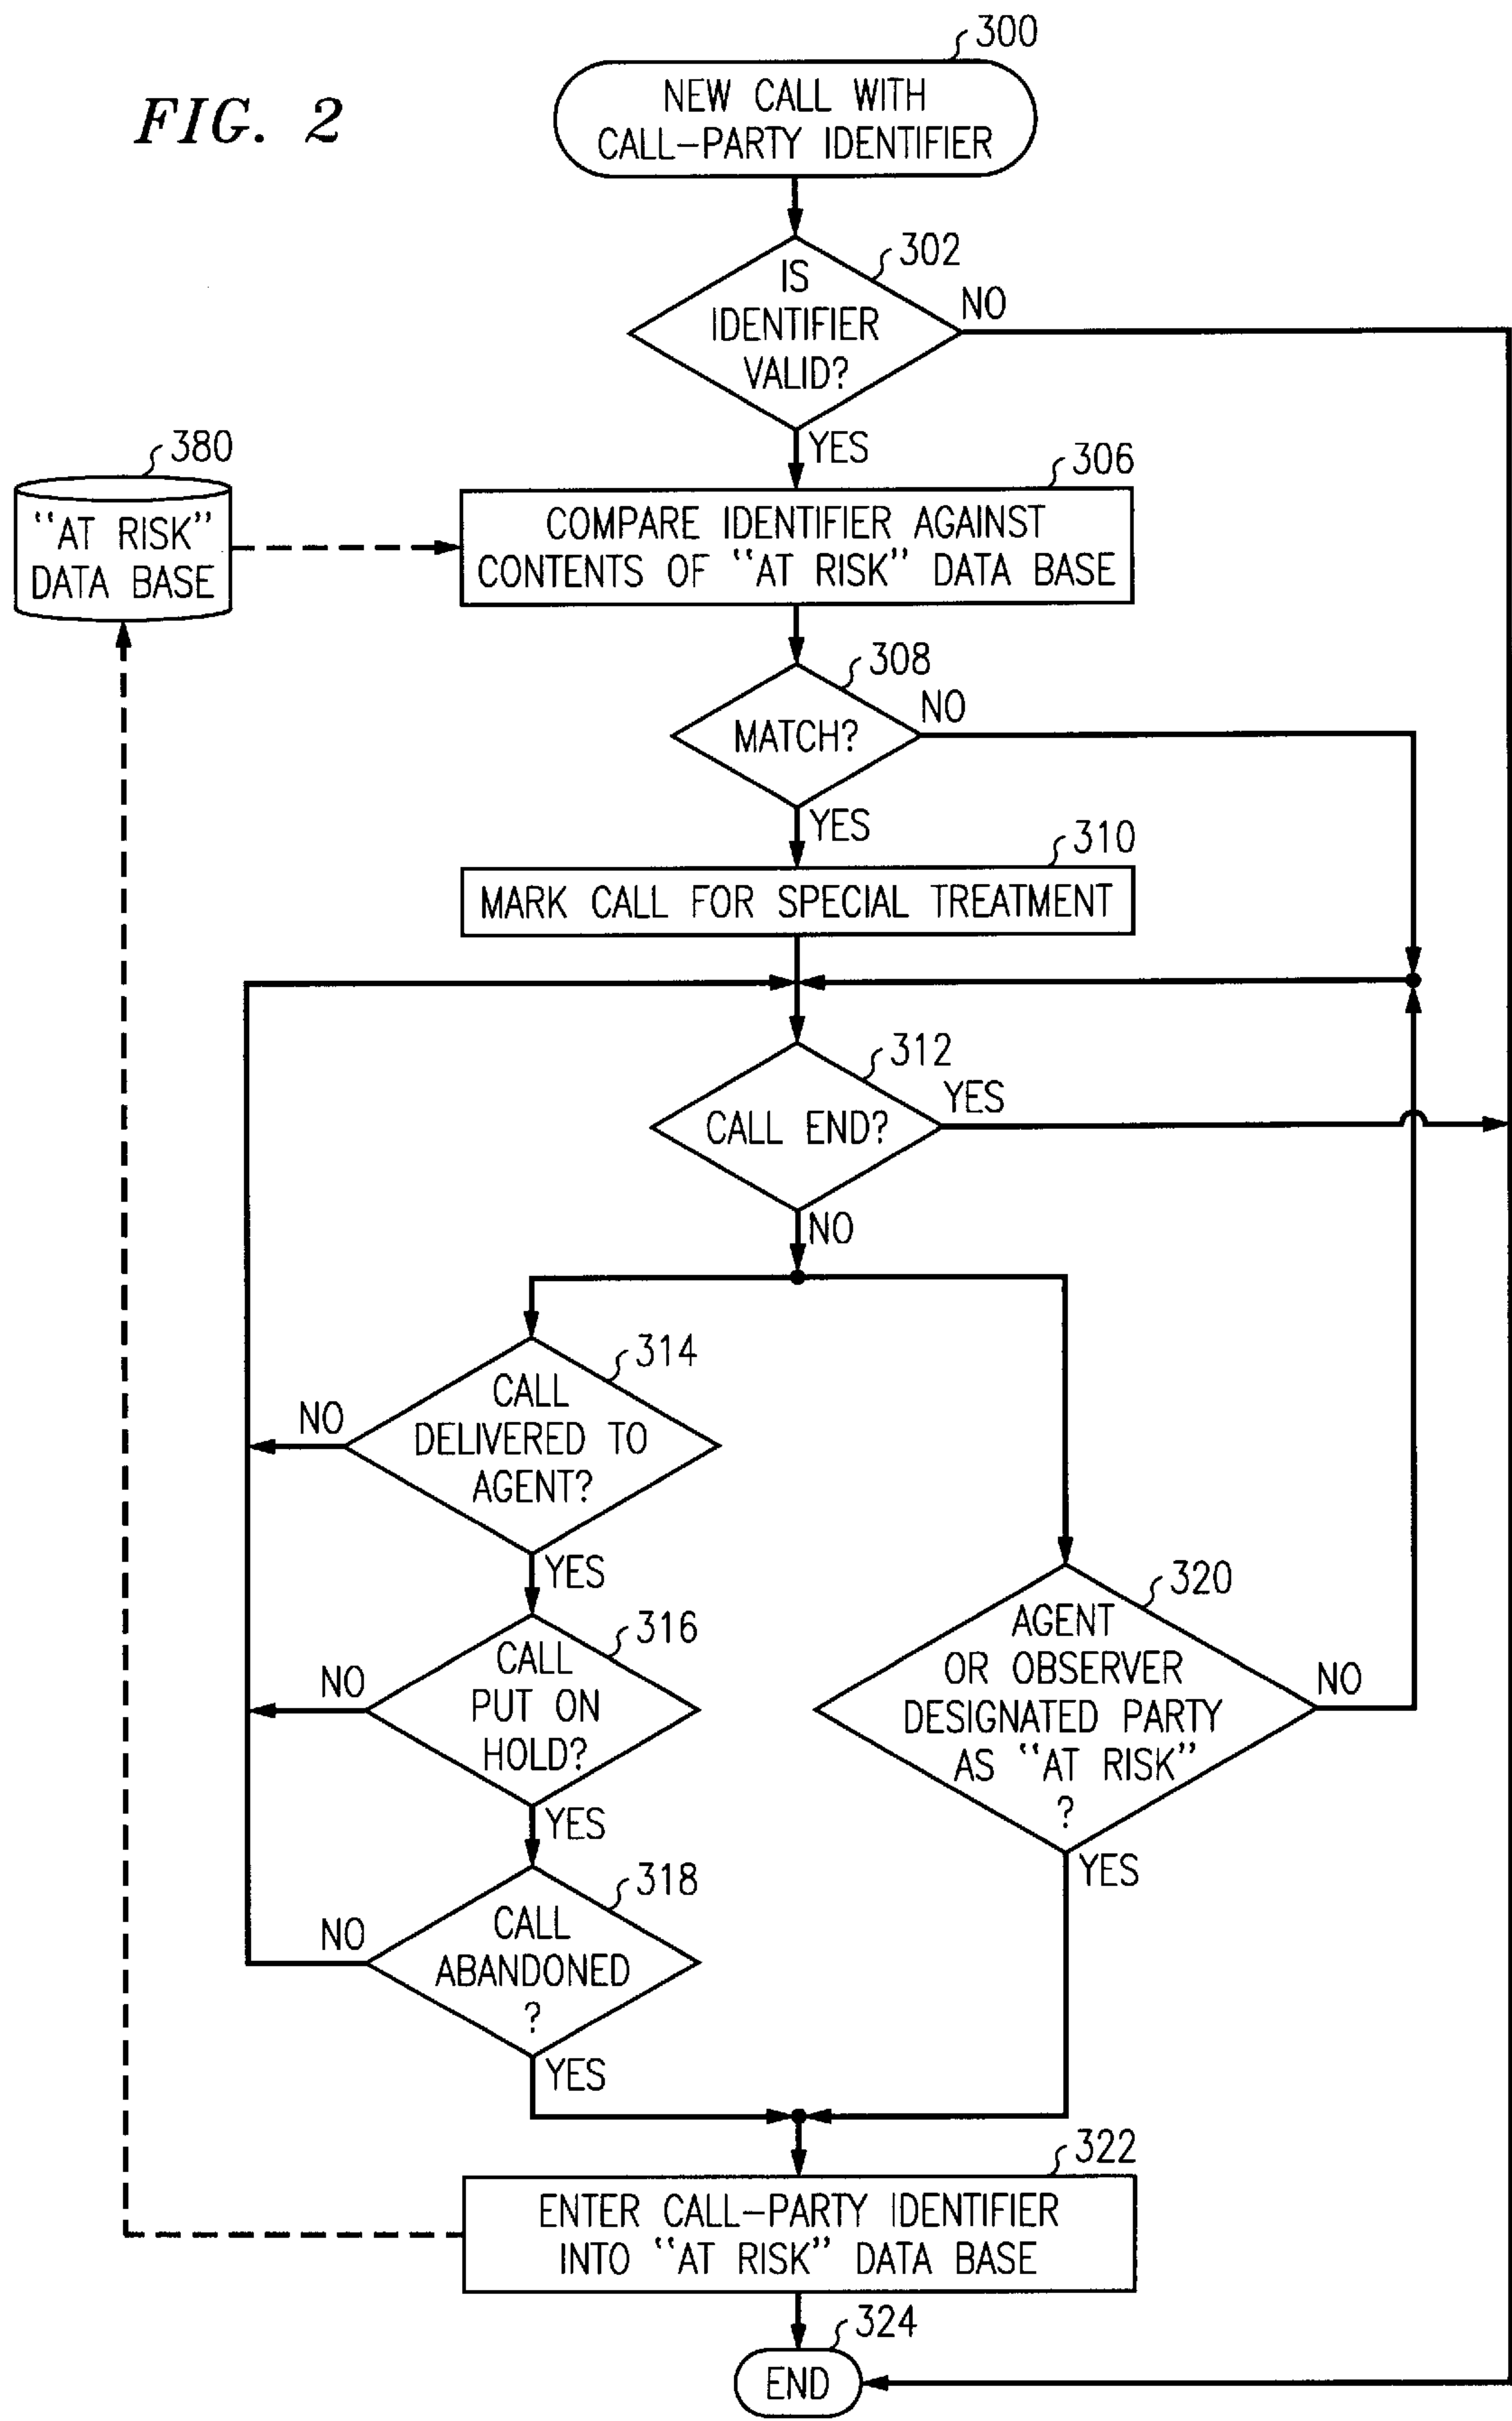 FIG. 2
300
NEW CALL WITH
CALL-PARTY IDENTIFIER
302
IS
IDENTIFIER
VALID?
NO
YES
380
"AT RISK"
DATA BASE
306
COMPARE IDENTIFIER AGAINST
CONTENTS OF "AT RISK" DATA BASE
308
MATCH?
NO
YES
310
MARK CALL FOR SPECIAL TREATMENT
312
CALL END?
YES
NO
314
CALL
DELIVERED TO
AGENT?
NO
YES
316
CALL
PUT ON
HOLD?
NO
YES
318
CALL
ABANDONED
?
NO
YES
320
AGENT
OR OBSERVER
DESIGNATED PARTY
AS "AT RISK"
?
NO
YES
322
ENTER CALL-PARTY IDENTIFIER
INTO "AT RISK" DATA BASE
324
END